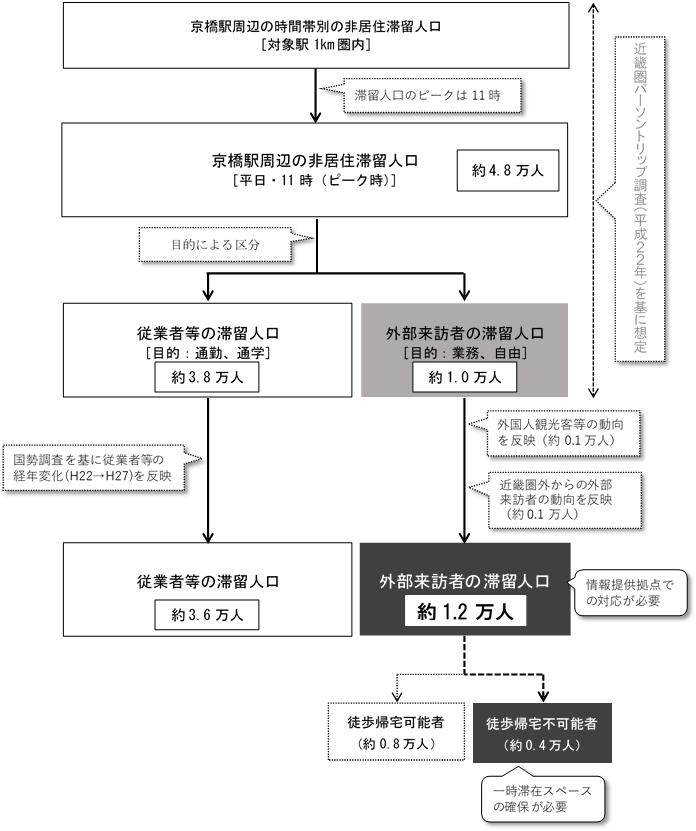 京橋駅周辺の時間帯別の非居住滞留人口
[対象駅 1km圏内]
滞留人口のピークは 11 時
京橋駅周辺の非居住滞留人口
[平日・11 時（ピーク時）]
約4.8 万人
近畿圏パーソントリップ調査（平成２２年）を基に想定
目的による区分
従業者等の滞留人口
[目的：通勤、通学]
約3.8 万人
外部来訪者の滞留人口
[目的：業務、自由]
約1.0 万人
国勢調査を基に従業者等の
経年変化(H22→H27)を反映
外国人観光客等の動向
を反映（約 0.1 万人）
近畿圏外からの外部
来訪者の動向を反映
（約 0.1 万人）
従業者等の滞留人口
約3.6 万人
外部来訪者の滞留人口
約 1.2 万人
情報提供拠点で
の対応が必要
徒歩帰宅可能者
（約 0.8 万人）
徒歩帰宅不可能者
（約 0.4 万人）
一時滞在スペース
の確保が必要